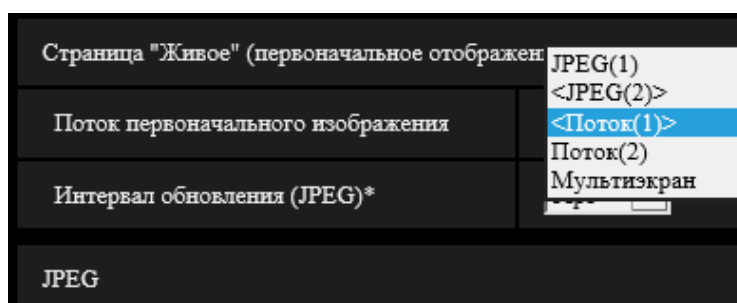 Страница "Живое" (первоначальное отображен
JPEG(1)
<JPEG(2)>
Поток первоначального изображения
<Поток(1)>
Поток(2)
Мультиэкран
Интервал обновления (JPEG)*
JPEG